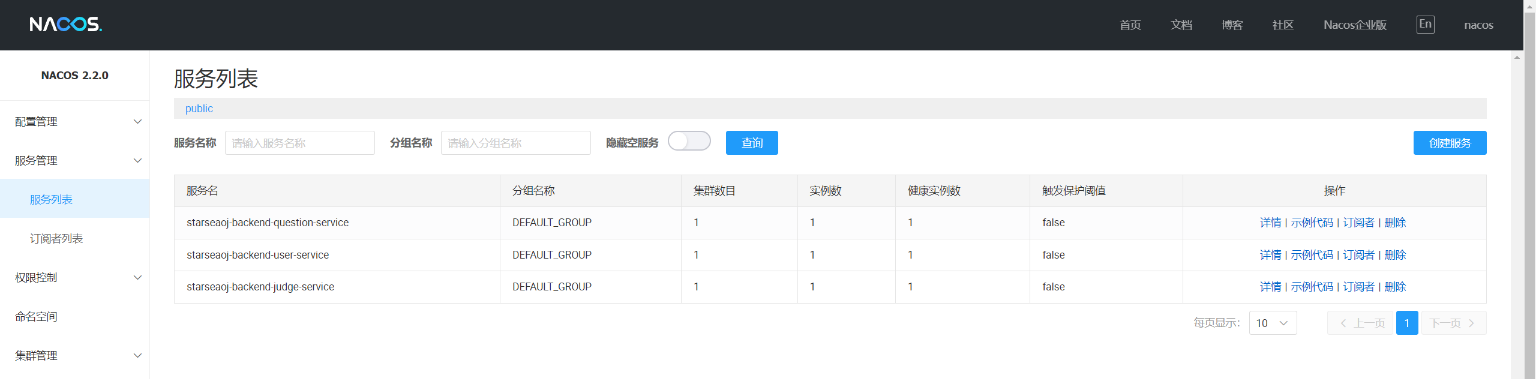 NACOS.
首页 文档 博客 社区 Nacos企业版 En nacos
NACOS 2.2.0
配置管理
服务管理
服务列表
订阅者列表
权限控制
命名空间
集群管理
服务列表
public
服务名称 请输入服务名称 分组名称 请输入分组名称 隐藏空服务 查询 创建服务
服务名 分组名称 集群数目 实例数 健康实例数 触发保护阈值 操作
starseaoj-backend-question-service DEFAULT_GROUP 1 1 1 false 详情 | 示例代码 | 订阅者 | 删除
starseaoj-backend-user-service DEFAULT_GROUP 1 1 1 false 详情 | 示例代码 | 订阅者 | 删除
starseaoj-backend-judge-service DEFAULT_GROUP 1 1 1 false 详情 | 示例代码 | 订阅者 | 删除
每页显示: 10 上一页 1 下一页